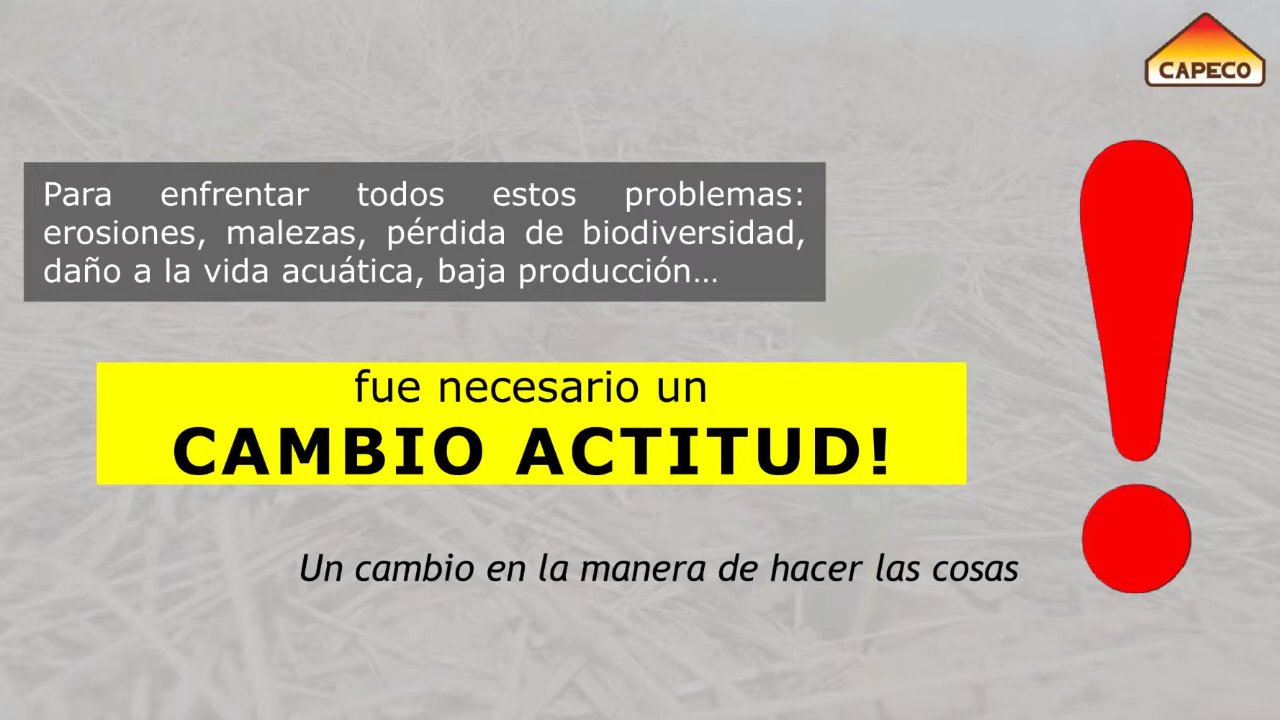 CAPECO
Para enfrentar todos estos problemas:
erosiones, malezas, pérdida de biodiversidad,
daño a la vida acuática, baja producción…
fue necesario un
CAMBIO ACTITUD!
Un cambio en la manera de hacer las cosas